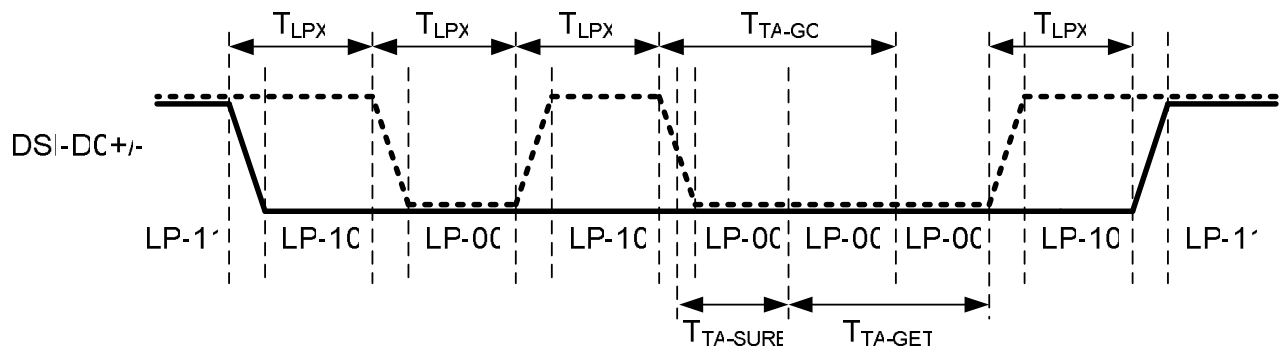 TLPX TLPX TLPX TTA-GO TLPX
DSI-D0+/-
LP-11 LP-10 LP-00 LP-10 LP-00 LP-00 LP-00 LP-10 LP-11
TTA-SURE TTA-GET